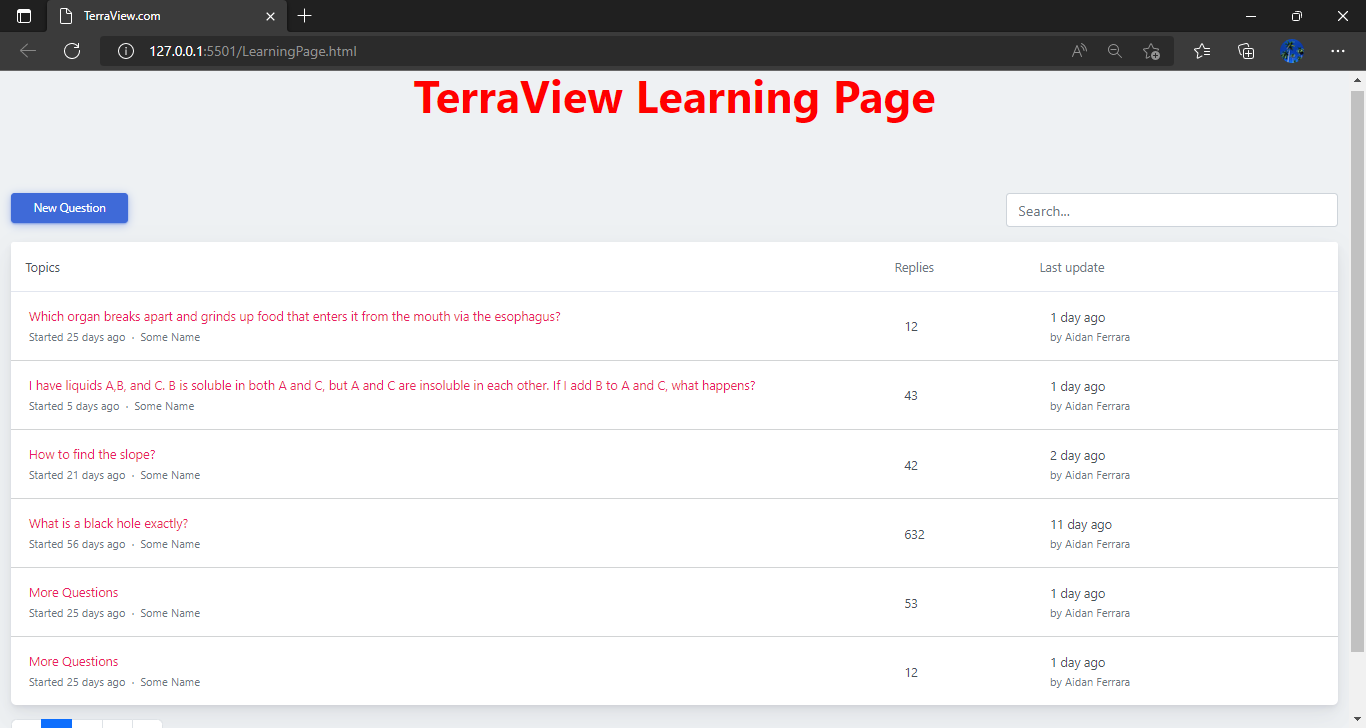 TerraView.com
127.0.0.1:5501/LearningPage.html
TerraView Learning Page
New Question
Search...
Topics Replies Last update
Which organ breaks apart and grinds up food that enters it from the mouth via the esophagus?
Started 25 days ago · Some Name
12
1 day ago
by Aidan Ferrara
I have liquids A,B, and C. B is soluble in both A and C, but A and C are insoluble in each other. If I add B to A and C, what happens?
Started 5 days ago · Some Name
43
1 day ago
by Aidan Ferrara
How to find the slope?
Started 21 days ago · Some Name
42
2 day ago
by Aidan Ferrara
What is a black hole exactly?
Started 56 days ago · Some Name
632
11 day ago
by Aidan Ferrara
More Questions
Started 25 days ago · Some Name
53
1 day ago
by Aidan Ferrara
More Questions
Started 25 days ago · Some Name
12
1 day ago
by Aidan Ferrara